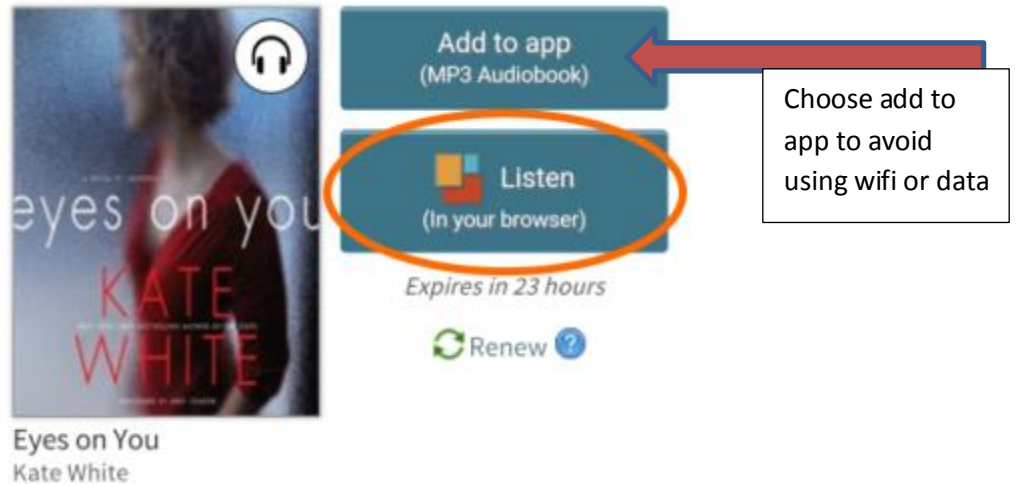 eyes on you
KATE
WHITE
Add to app
(MP3 Audiobook)
Listen
(In your browser)
Expires in 23 hours
Renew ?
Choose add to
app to avoid
using wifi or data
Eyes on You
Kate White